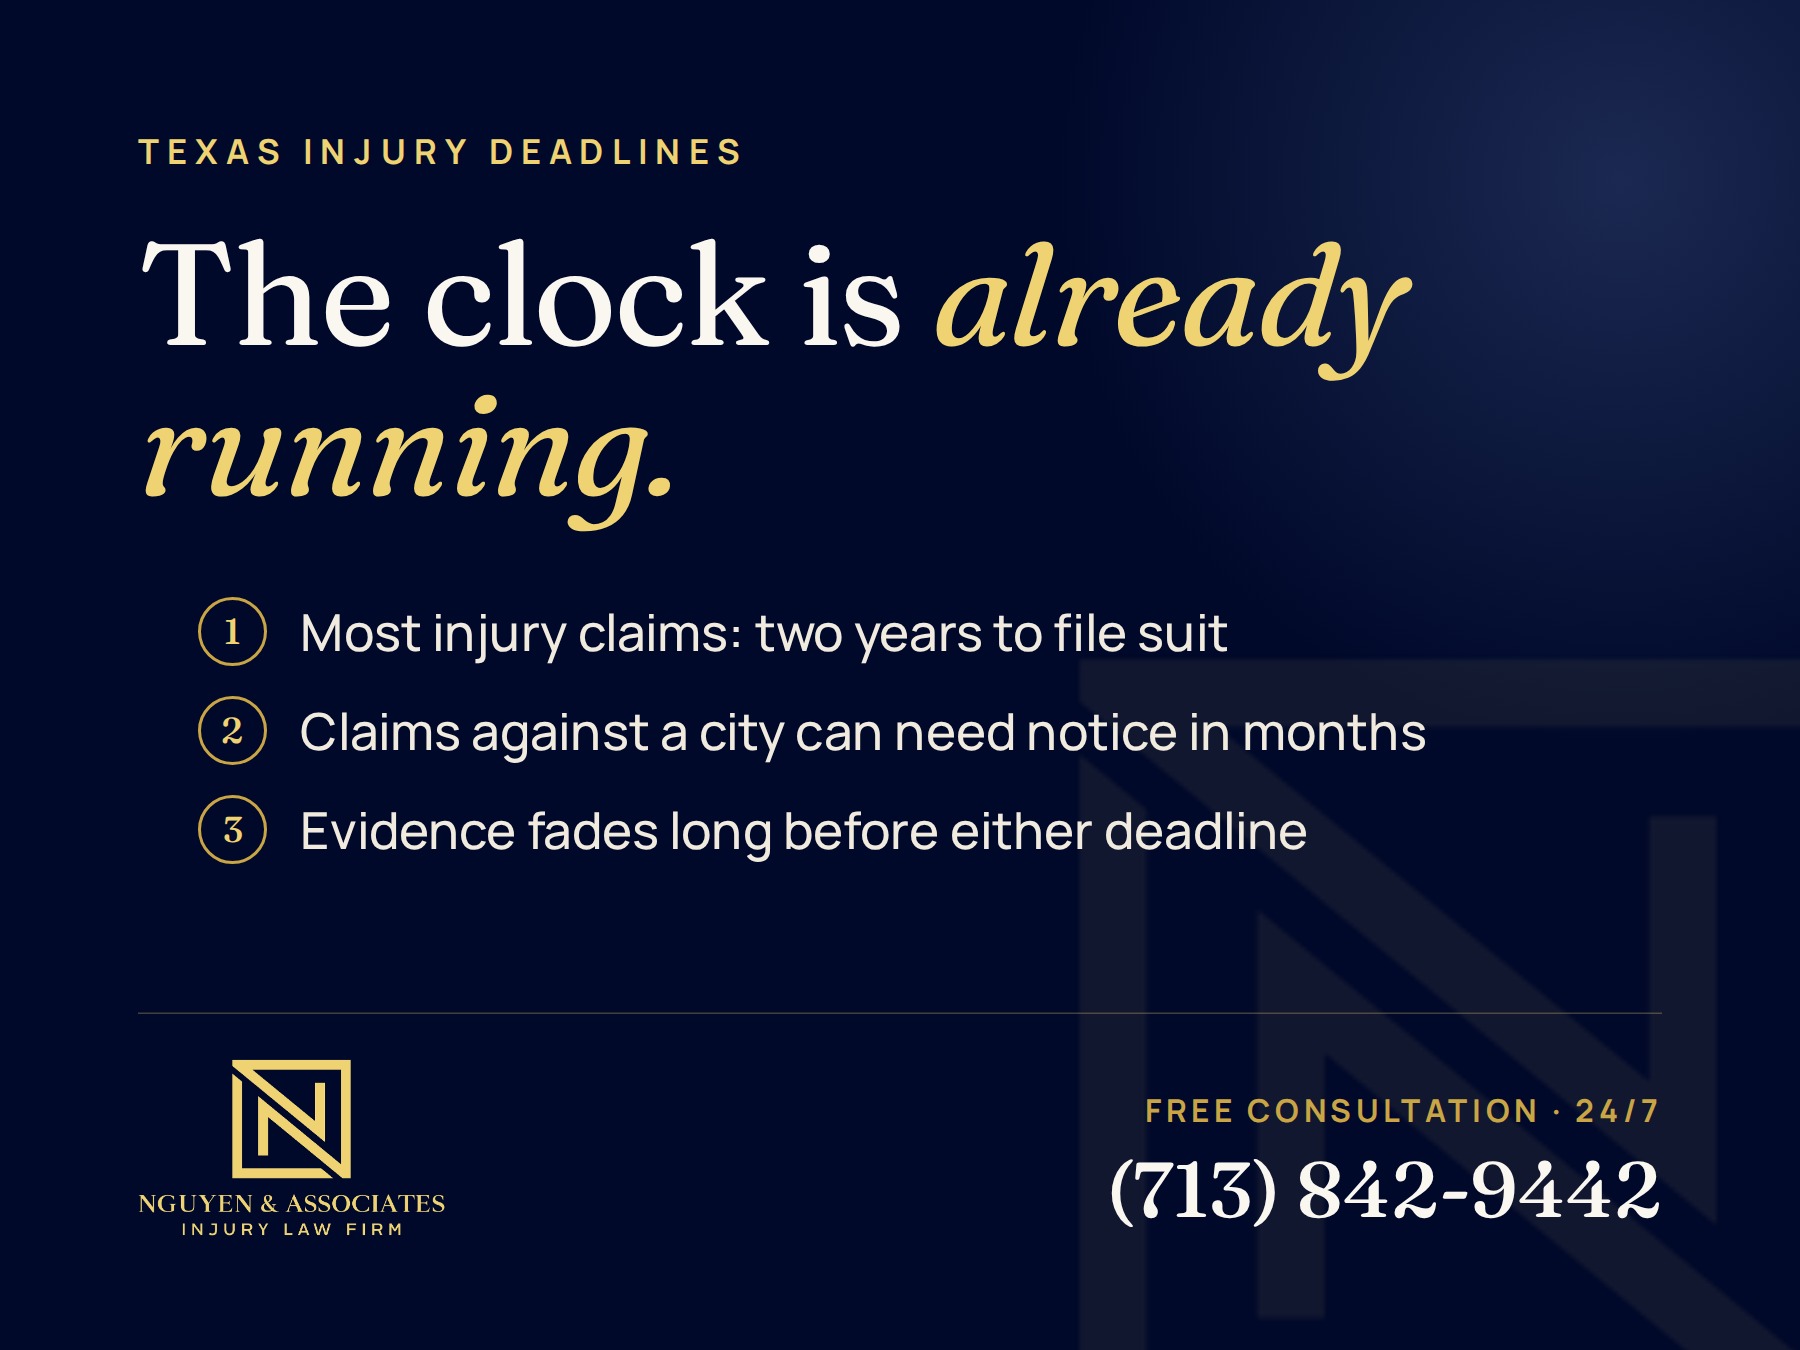 TEXAS INJURY DEADLINES
The clock is already
running.
1 Most injury claims: two years to file suit
2 Claims against a city can need notice in months
3 Evidence fades long before either deadline
NGUYEN & ASSOCIATES
INJURY LAW FIRM
FREE CONSULTATION · 24/7
(713) 842-9442